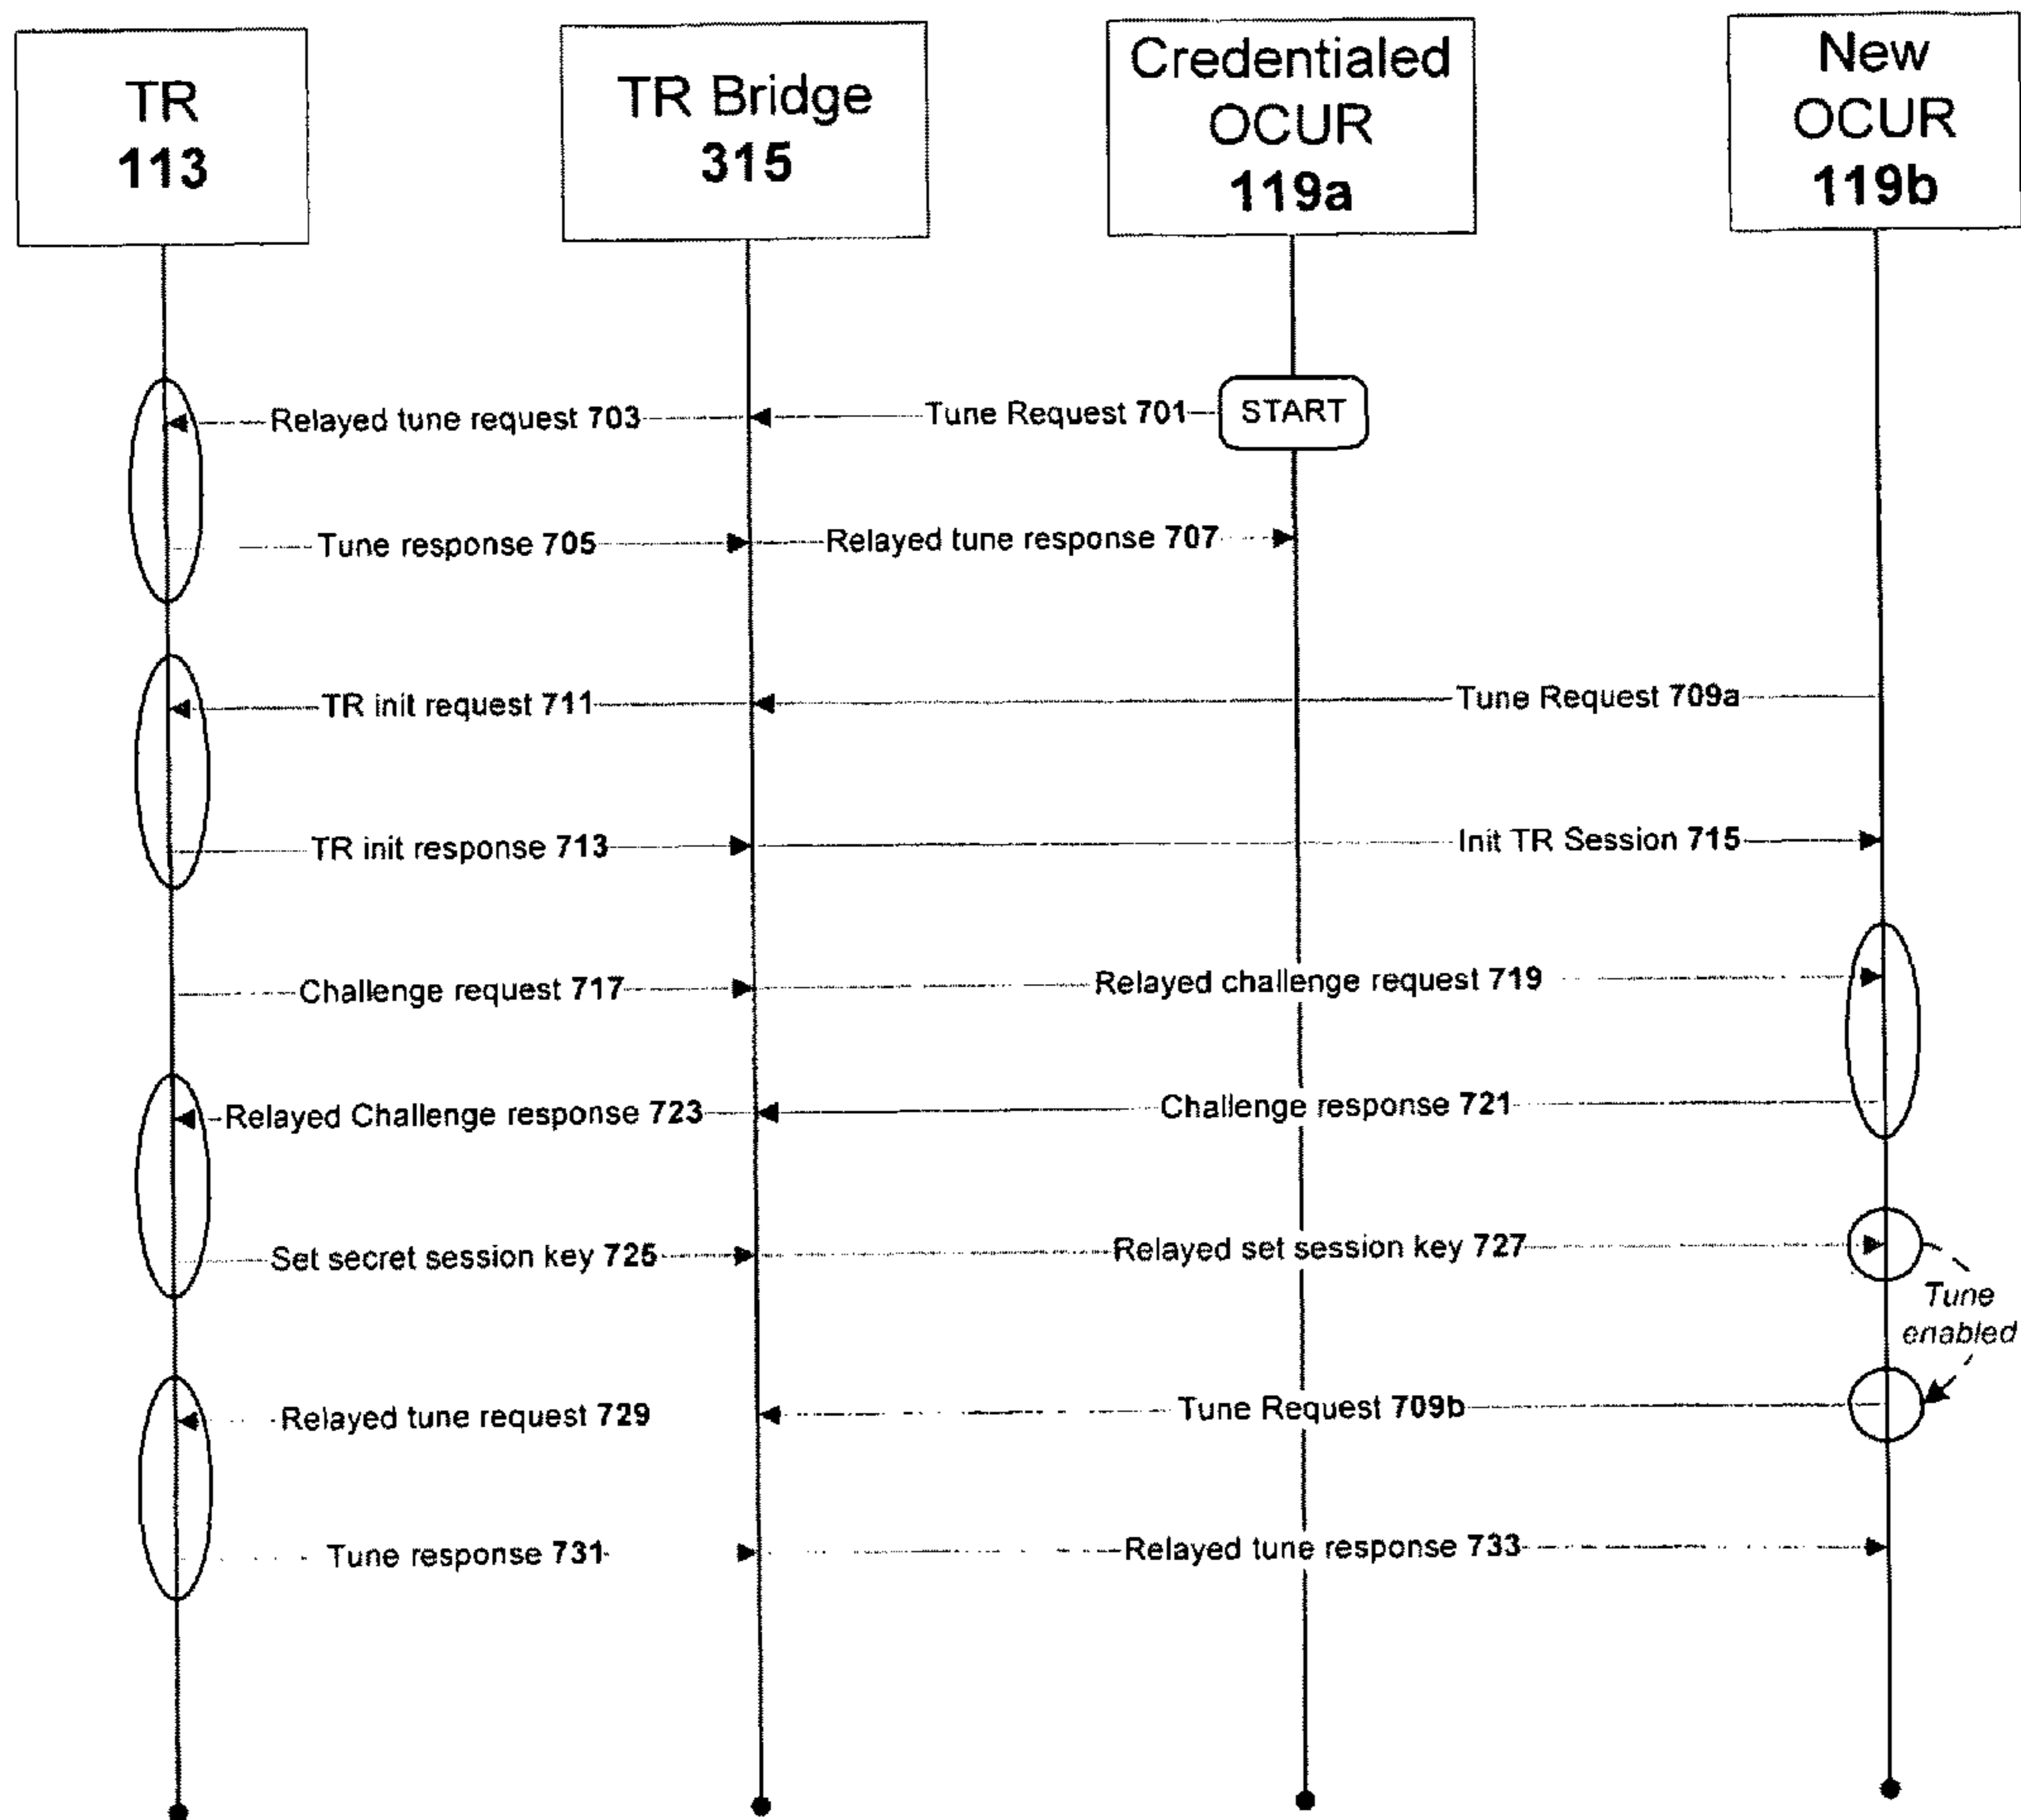 TR
113
TR Bridge
315
Credentialed
OCUR
119a
New
OCUR
119b
Relayed tune request 703
Tune Request 701
START
Tune response 705
Relayed tune response 707
TR init request 711
Tune Request 709a
TR init response 713
Init TR Session 715
Challenge request 717
Relayed challenge request 719
Relayed Challenge response 723
Challenge response 721
Set secret session key 725
Relayed set session key 727
Tune
enabled
Relayed tune request 729
Tune Request 709b
Tune response 731
Relayed tune response 733